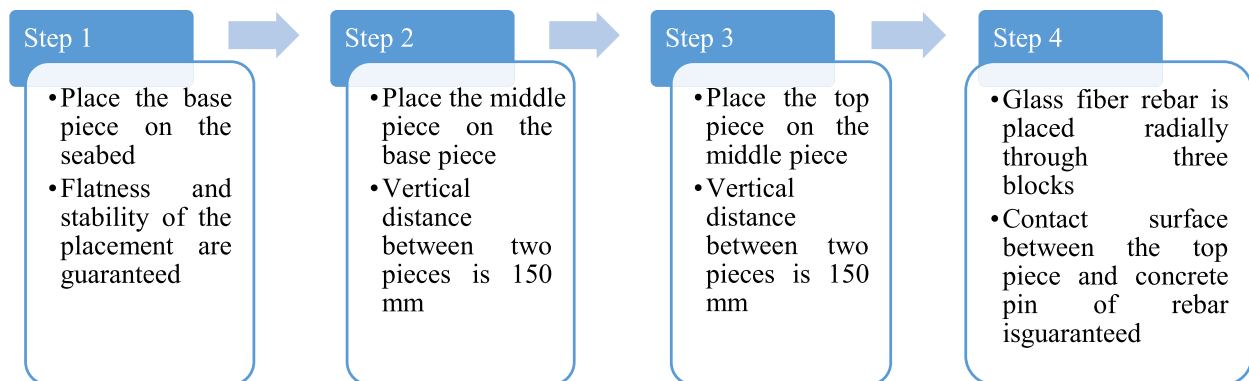 Step 1
•Place the base
piece on the
seabed
•Flatness and
stability of the
placement are
guaranteed
Step 2
•Place the middle
piece on the
base piece
•Vertical
distance
between two
pieces is 150
mm
Step 3
•Place the top
piece on the
middle piece
•Vertical
distance
between two
pieces is 150
mm
Step 4
•Glass fiber rebar is
placed radially
through three
blocks
•Contact surface
between the top
piece and concrete
pin of rebar
isguaranteed